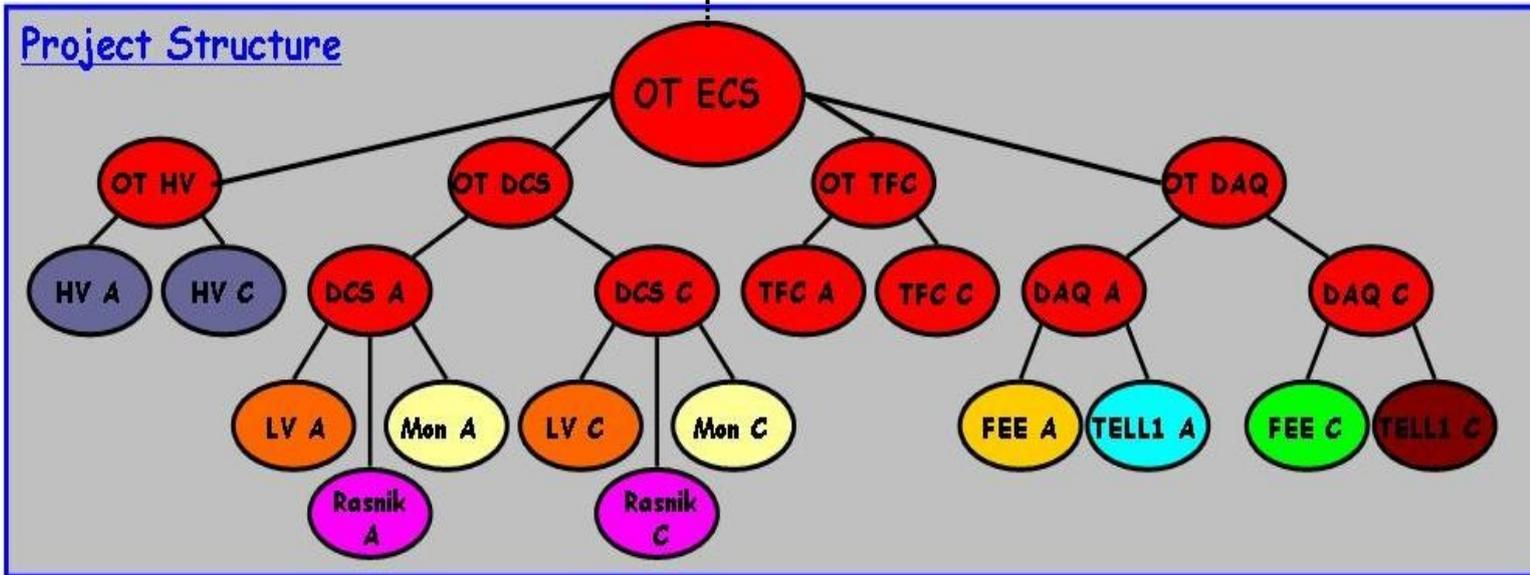 Project Structure
OT ECS
OT HV
OT DCS
OT TFC
OT DAQ
HV A
HV C
DCS A
DCS C
TFC A
TFC C
DAQ A
DAQ C
LV A
Mon A
LV C
Mon C
FEE A
TELL1 A
FEE C
TELL1 C
Rasnik
A
Rasnik
C